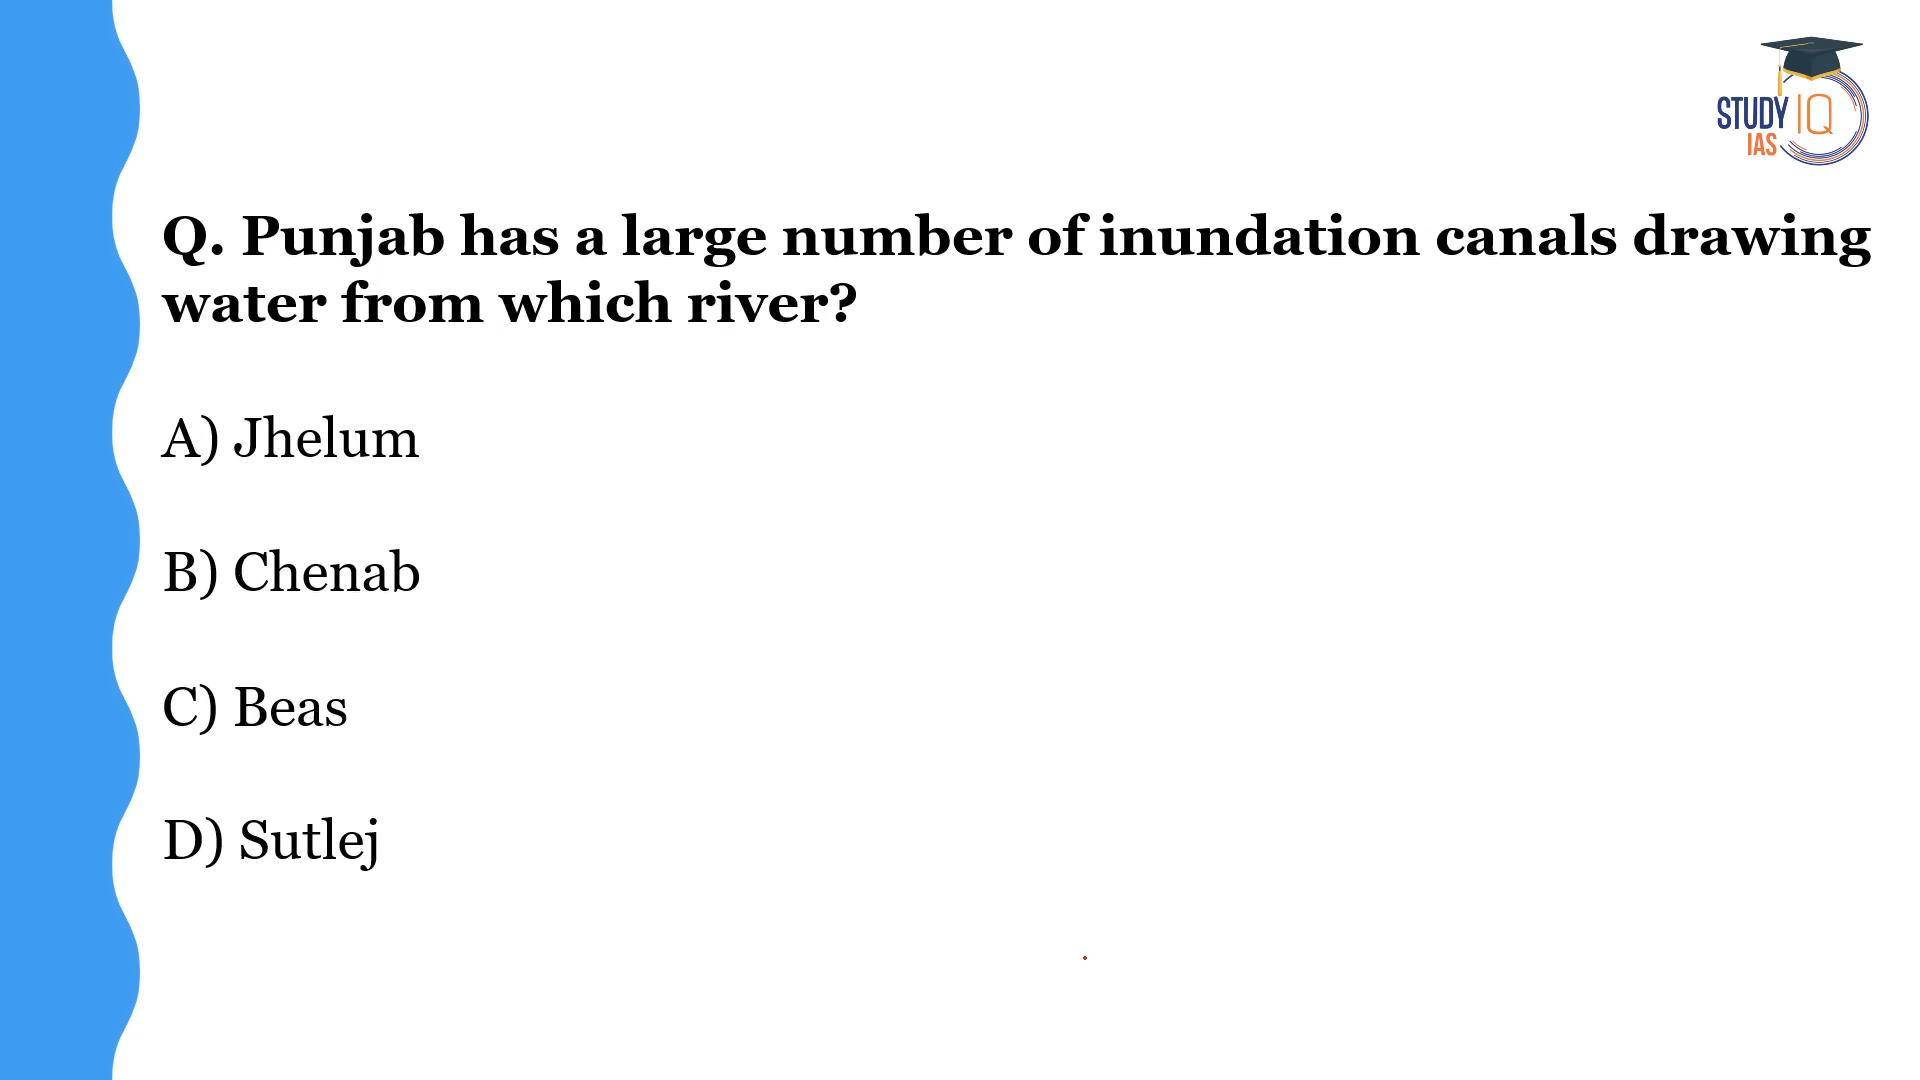 STUDY IQ
IAS
Q. Punjab has a large number of inundation canals drawing
water from which river?
A) Jhelum
B) Chenab
C) Beas
D) Sutlej